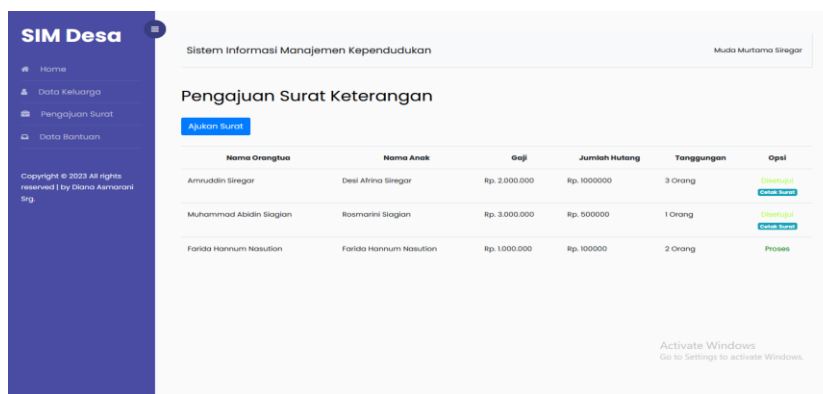 SIM Desa
Home
Data Keluarga
Pengajuan Surat
Data Bantuan
Copyright © 2023 All rights
reserved | by Diana Asmarani
Srg.
Sistem Informasi Manajemen Kependudukan
Muda Murtama Siregar
Pengajuan Surat Keterangan
Ajukan Surat
Nama Orangtua Nama Anak Gaji Jumlah Hutang Tanggungan Opsi
Amruddin Siregar Desi Afrina Siregar Rp. 2.000.000 Rp. 1000000 3 Orang Disetujui
Cetak Surat
Muhammad Abidin Siagian Rosmarini Siagian Rp. 3.000.000 Rp. 500000 1 Orang Disetujui
Cetak Surat
Farida Hannum Nasution Farida Hannum Nasution Rp. 1.000.000 Rp. 100000 2 Orang Proses
Activate Windows
Go to Settings to activate Windows.